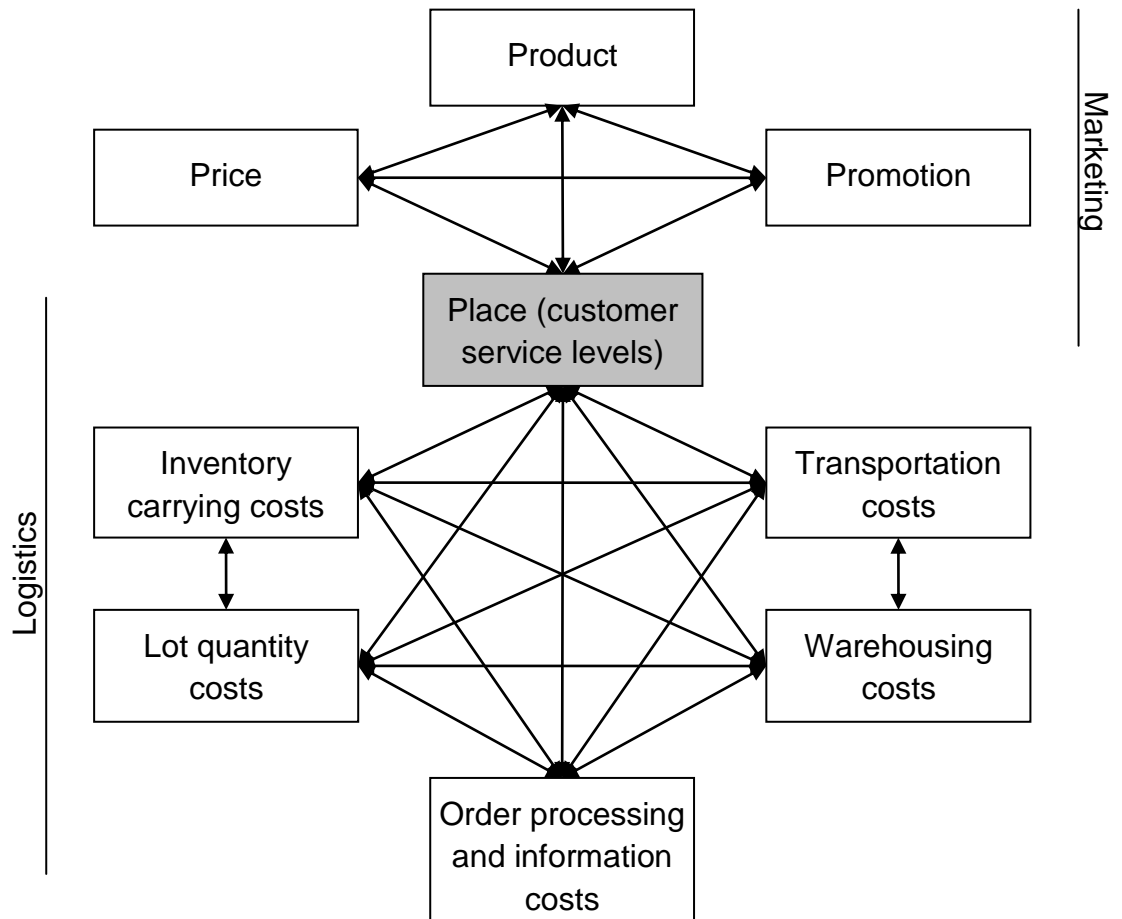 Product
Marketing
Price
Promotion
Place (customer
service levels)
Logistics
Inventory
carrying costs
Transportation
costs
Lot quantity
costs
Warehousing
costs
Order processing
and information
costs